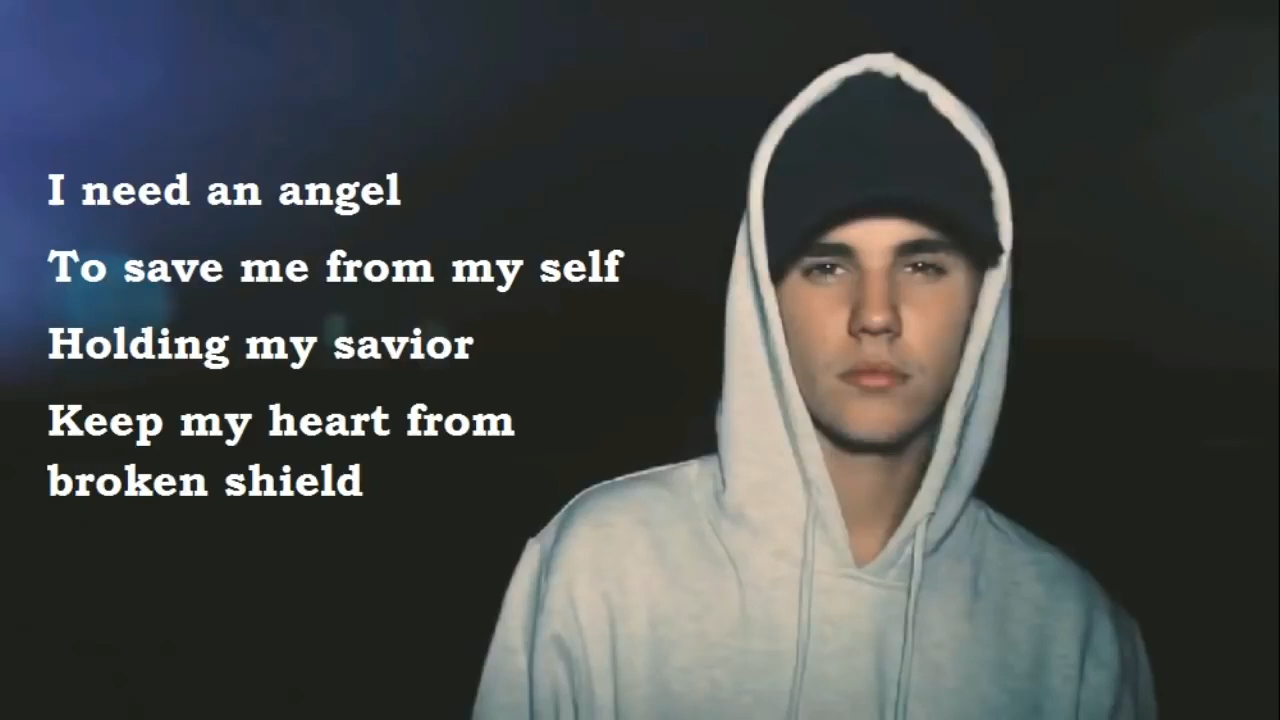 I need an angel
To save me from my self
Holding my savior
Keep my heart from
broken shield